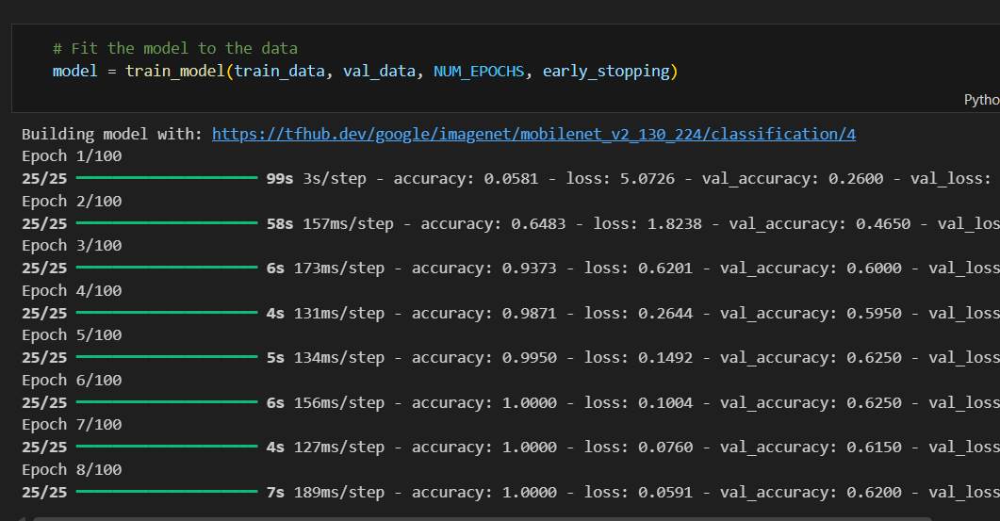 # Fit the model to the data
model = train_model(train_data, val_data, NUM_EPOCHS, early_stopping)
Pytho
Building model with: https://tfhub.dev/google/imagenet/mobilenet_v2_130_224/classification/4
Epoch 1/100
25/25 99s 3s/step - accuracy: 0.0581 - loss: 5.0726 - val_accuracy: 0.2600 - val_loss:
Epoch 2/100
25/25 58s 157ms/step - accuracy: 0.6483 - loss: 1.8238 - val_accuracy: 0.4650 - val_los
Epoch 3/100
25/25 6s 173ms/step - accuracy: 0.9373 - loss: 0.6201 - val_accuracy: 0.6000 - val_loss
Epoch 4/100
25/25 4s 131ms/step - accuracy: 0.9871 - loss: 0.2644 - val_accuracy: 0.5950 - val_loss
Epoch 5/100
25/25 5s 134ms/step - accuracy: 0.9950 - loss: 0.1492 - val_accuracy: 0.6250 - val_loss
Epoch 6/100
25/25 6s 156ms/step - accuracy: 1.0000 - loss: 0.1004 - val_accuracy: 0.6250 - val_loss
Epoch 7/100
25/25 4s 127ms/step - accuracy: 1.0000 - loss: 0.0760 - val_accuracy: 0.6150 - val_loss
Epoch 8/100
25/25 7s 189ms/step - accuracy: 1.0000 - loss: 0.0591 - val_accuracy: 0.6200 - val_loss